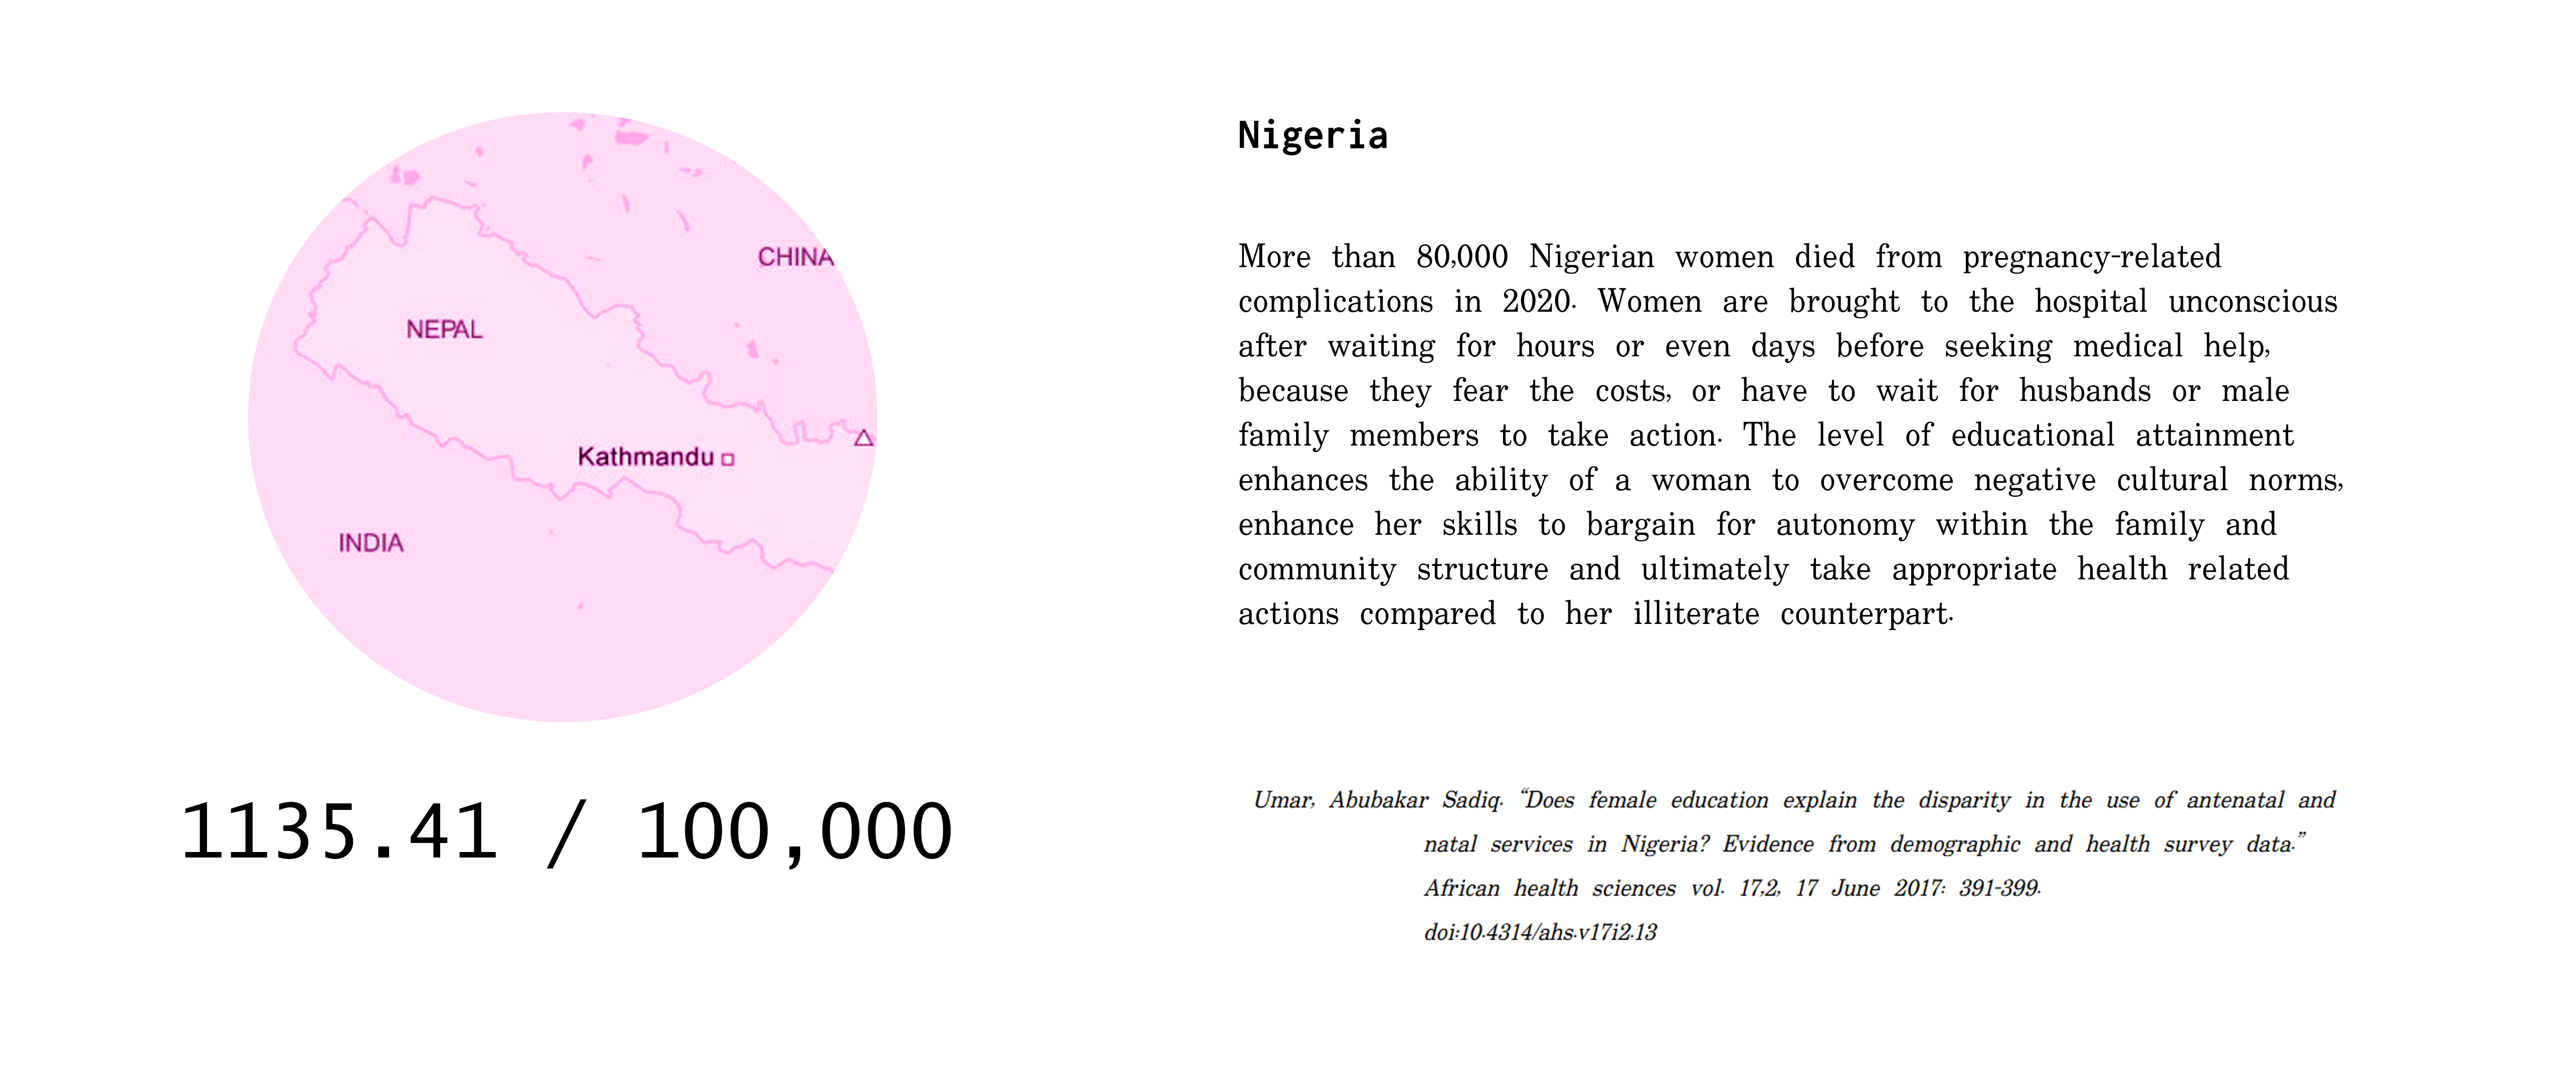 CHINA
NEPAL
Kathmandu
INDIA
1135.41 / 100,000
Nigeria
More than 80,000 Nigerian women died from pregnancy-related
complications in 2020. Women are brought to the hospital unconscious
after waiting for hours or even days before seeking medical help,
because they fear the costs, or have to wait for husbands or male
family members to take action. The level of educational attainment
enhances the ability of a woman to overcome negative cultural norms,
enhance her skills to bargain for autonomy within the family and
community structure and ultimately take appropriate health related
actions compared to her illiterate counterpart.
Umar, Abubakar Sadiq. “Does female education explain the disparity in the use of antenatal and
natal services in Nigeria? Evidence from demographic and health survey data.”
African health sciences vol. 17,2, 17 June 2017: 391-399.
doi:10.4314/ahs.v17i2.13